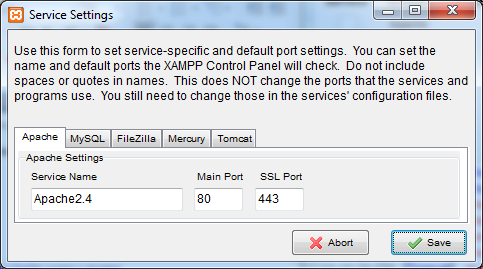 Service Settings
Use this form to set service-specific and default port settings. You can set the
name and default ports the XAMPP Control Panel will check. Do not include
spaces or quotes in names. This does NOT change the ports that the services and
programs use. You still need to change those in the services' configuration files.
Apache MySQL FileZilla Mercury Tomcat
Apache Settings
Service Name Main Port SSL Port
Apache2.4 80 443
Abort Save